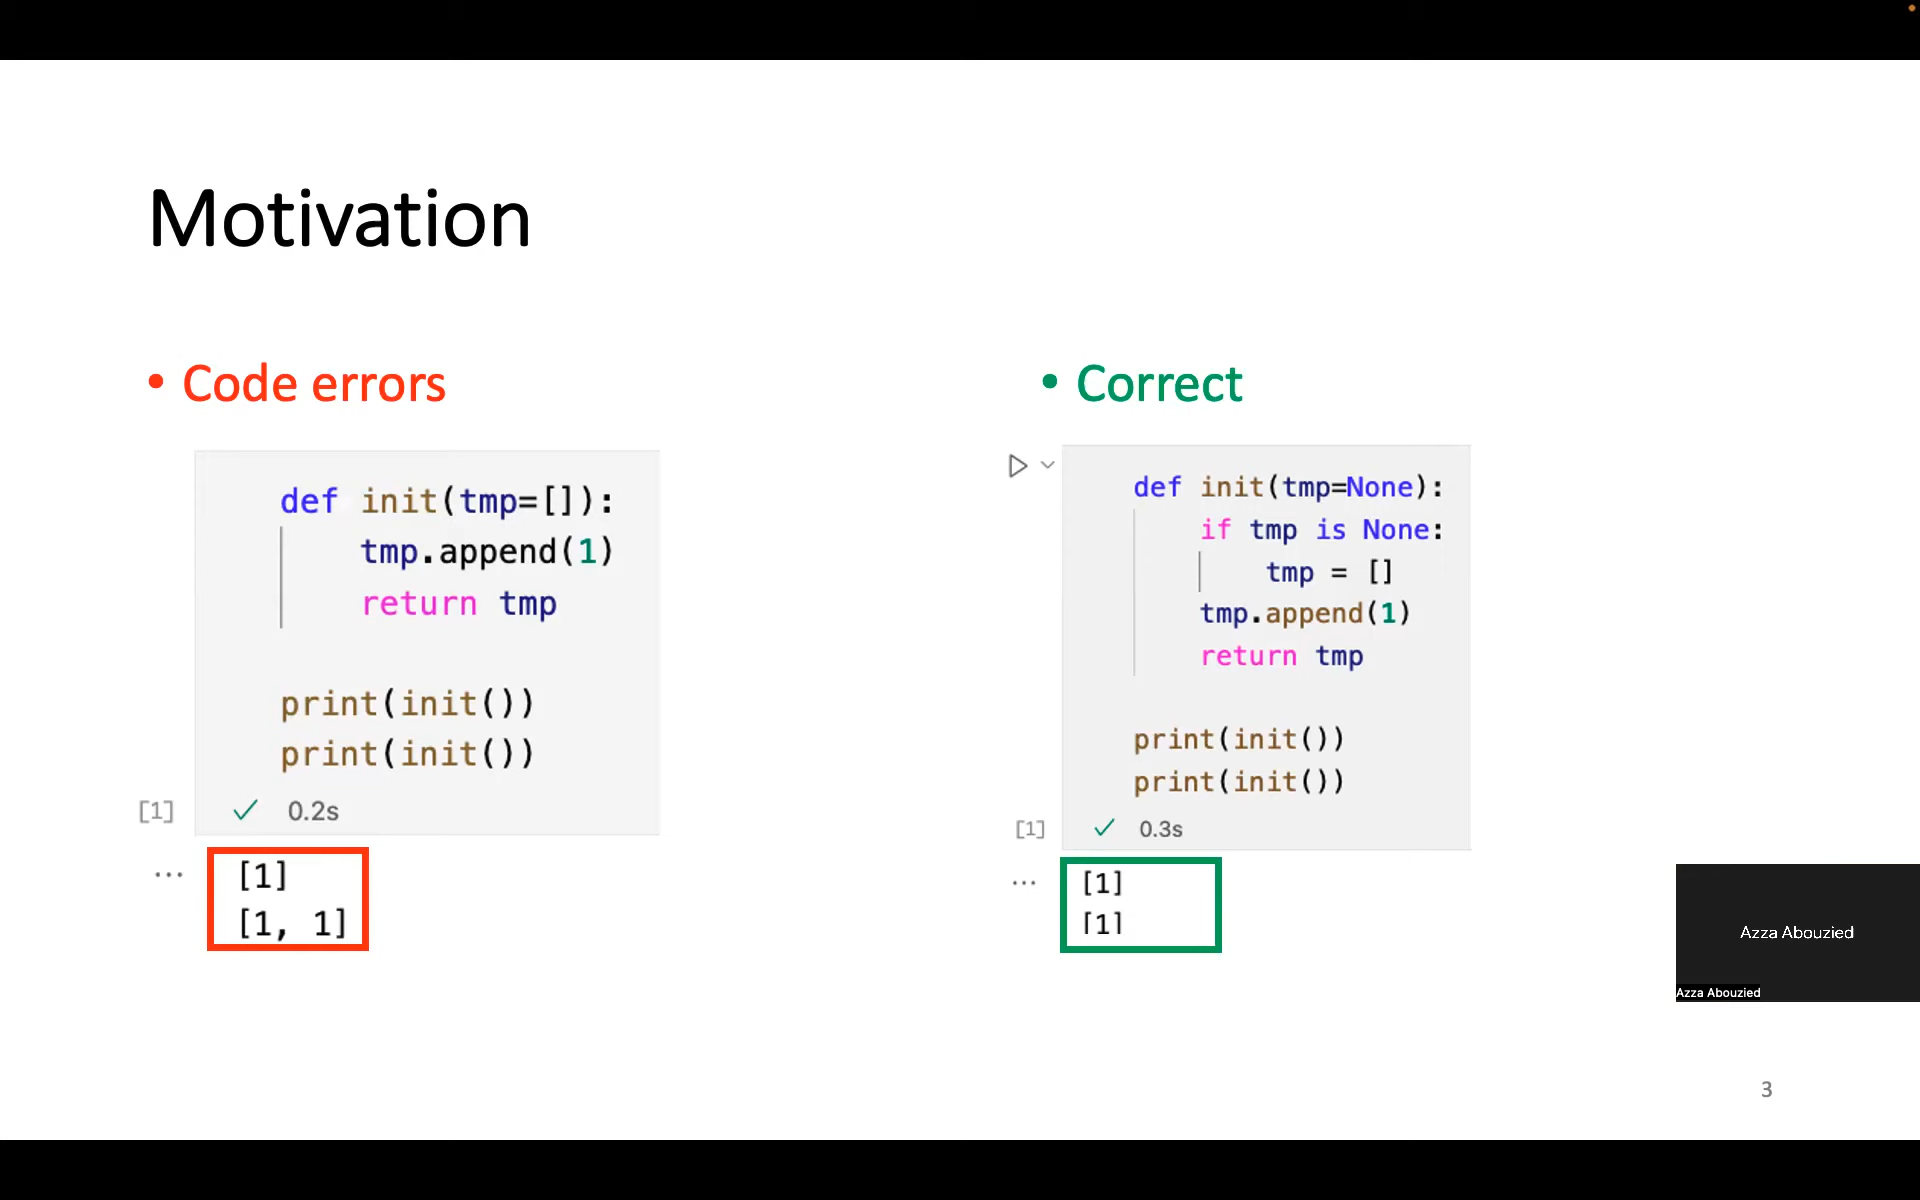 Motivation
• Code errors
def init(tmp=[]):
tmp.append(1)
return tmp
print(init())
print(init())
[1] ✓ 0.2s
... [1]
[1, 1]
• Correct
def init(tmp=None):
if tmp is None:
tmp = []
tmp.append(1)
return tmp
print(init())
print(init())
[1] ✓ 0.3s
... [1]
[1]
Azza Abouzied
Azza Abouzied
3